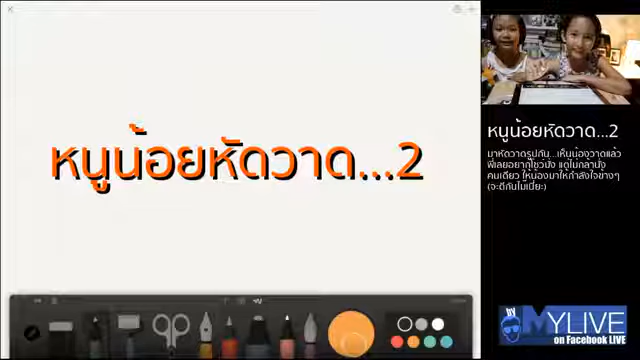 หนูน้อยหัดวาด...2
หนูน้อยหัดวาด...2
มาหัดวาดรูปกัน...เห็นน้องวาดแล้ว
พี่เลยอยากโชว์มั่ง แต่ไม่กล้านั่ง
คนเดียว ให้น้องมาให้กำลังใจข้างๆ
(จะตีกันไม่เนี่ยะ)
BY
MYLIVE
on Facebook LIVE